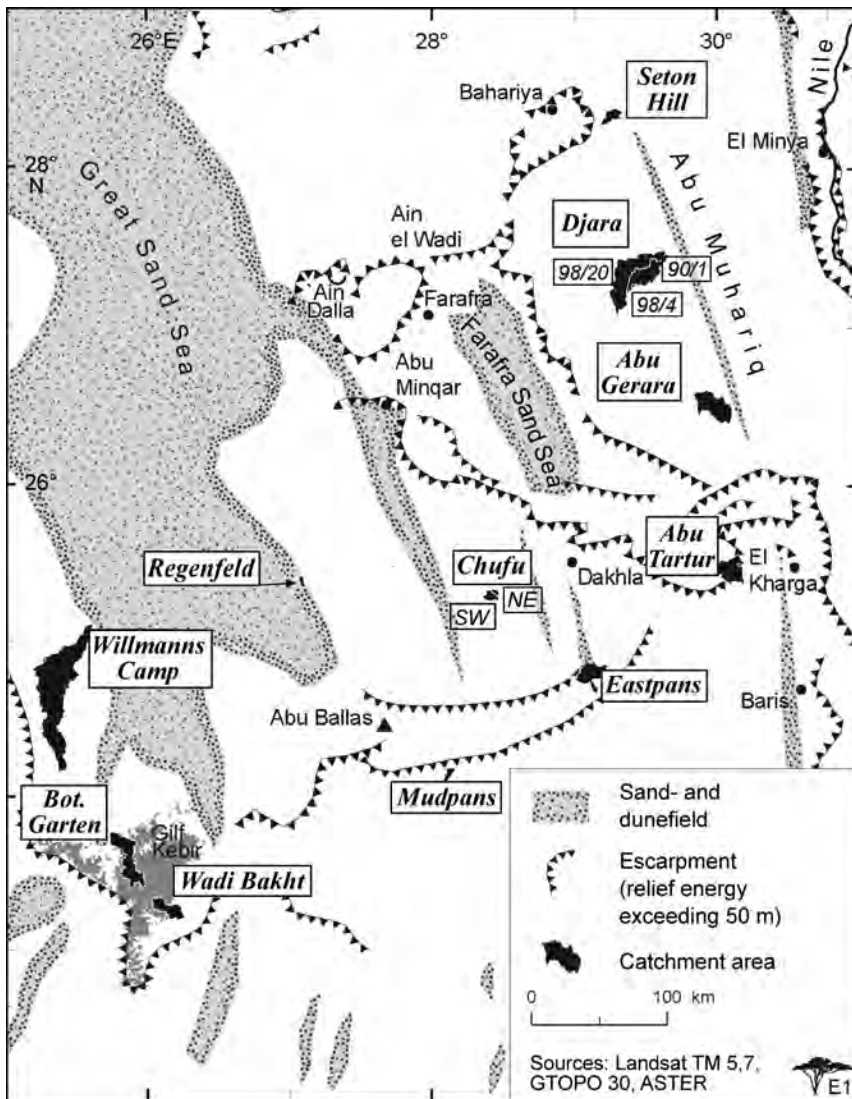 26°E
28°
30°
Nile
Seton
Hill
Bahariya
El Minya
28°
N
Great Sand Sea
Abu Muhariq
Ain
el Wadi
Djara
98/20
90/1
98/4
Ain
Dalla
Farafra
Farafra Sand Sea
Abu
Minqar
Abu
Gerara
26°
Abu
Tartur
Regenfeld
Chufu
NE
SW
Dakhla
El
Kharga
Willmanns
Camp
Eastpans
Baris
Abu Ballas
Mudpans
Bot.
Garten
Gilf
Kebir
Wadi Bakht
Sand- and
dunefield
Escarpment
(relief energy
exceeding 50 m)
Catchment area
0 100 km
Sources: Landsat TM 5,7,
GTOPO 30, ASTER
E1